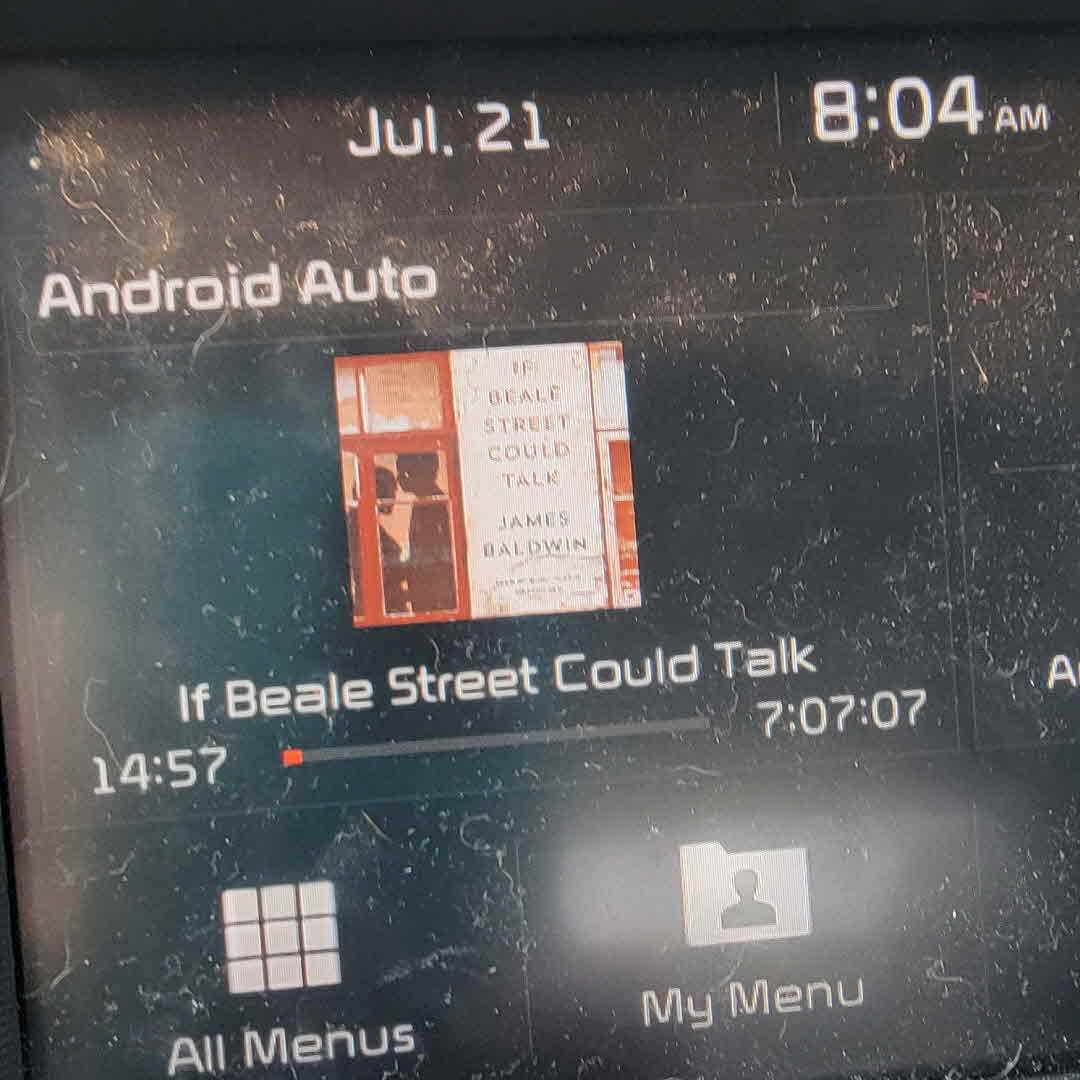 Jul. 21
8:04 AM
Android Auto
IF
BEALE
STREET
COULD
TALK
JAMES
BALDWIN
If Beale Street Could Talk
14:57
7:07:07
All Menus
My Menu